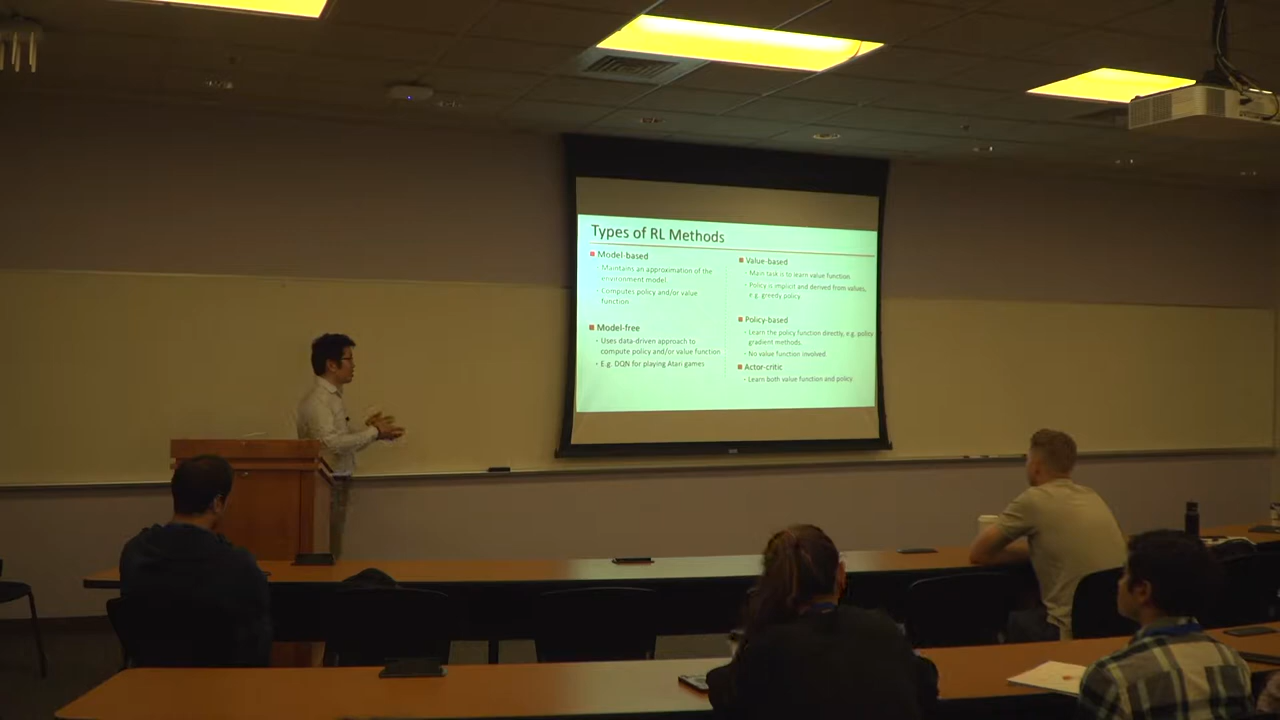 Types of RL Methods
Model-based
- Maintains an approximation of the
environment model
- Computes policy and/or value
function
Model-free
- Uses data-driven approach to
compute policy and/or value function
- E.g. DQN for playing Atari games
Value-based
- Main task is to learn value function
- Policy is implicit and derived from values,
e.g. greedy policy
Policy-based
- Learn the policy function directly, e.g. policy
gradient methods.
- No value function involved
Actor-critic
- Learn both value function and policy.